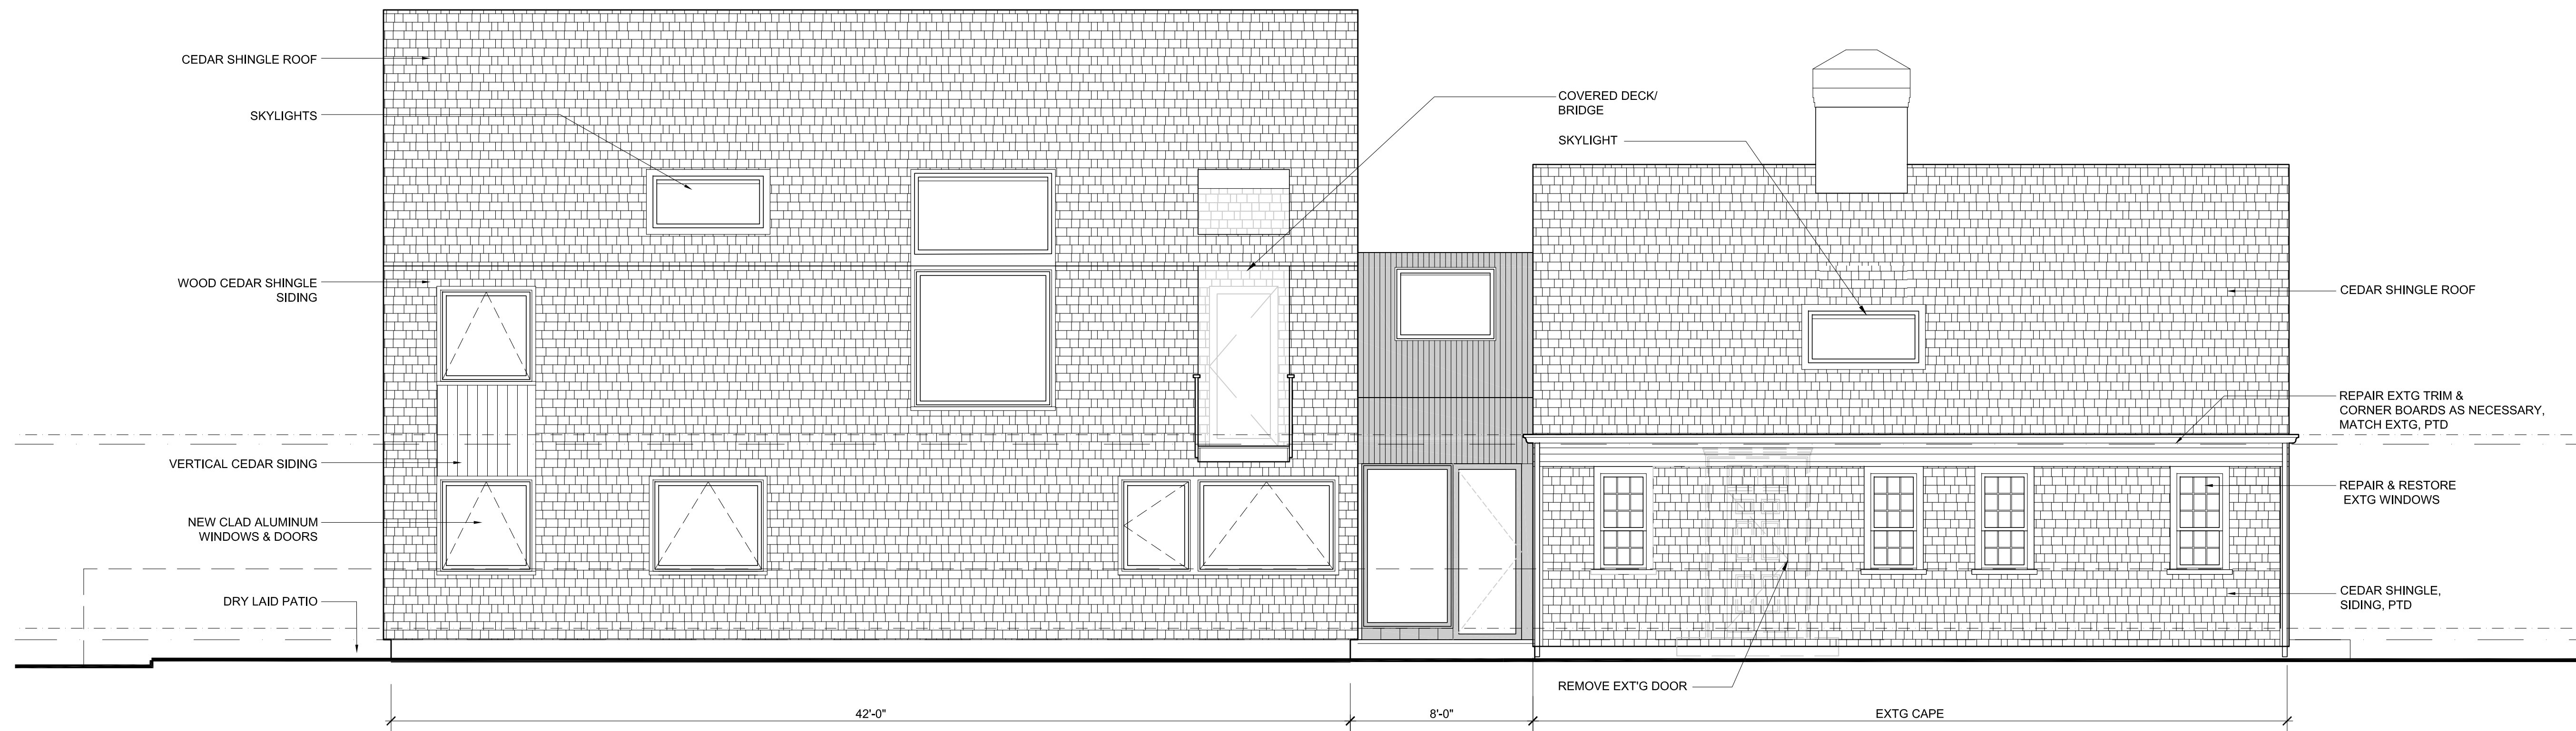 CEDAR SHINGLE ROOF
SKYLIGHTS
WOOD CEDAR SHINGLE
SIDING
VERTICAL CEDAR SIDING
NEW CLAD ALUMINUM
WINDOWS & DOORS
DRY LAID PATIO
COVERED DECK/
BRIDGE
SKYLIGHT
CEDAR SHINGLE ROOF
REPAIR EXTG TRIM &
CORNER BOARDS AS NECESSARY,
MATCH EXTG, PTD
REPAIR & RESTORE
EXTG WINDOWS
CEDAR SHINGLE,
SIDING, PTD
REMOVE EXT'G DOOR
42'-0"
8'-0"
EXTG CAPE